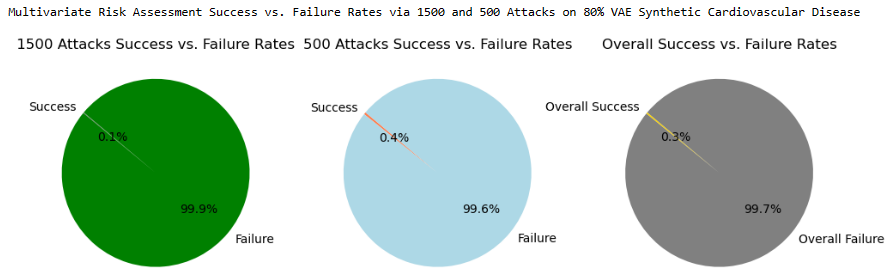 Multivariate Risk Assessment Success vs. Failure Rates via 1500 and 500 Attacks on 80% VAE Synthetic Cardiovascular Disease
1500 Attacks Success vs. Failure Rates
Success
0.1%
99.9%
Failure
500 Attacks Success vs. Failure Rates
Success
0.4%
99.6%
Failure
Overall Success vs. Failure Rates
Overall Success
0.3%
99.7%
Overall Failure